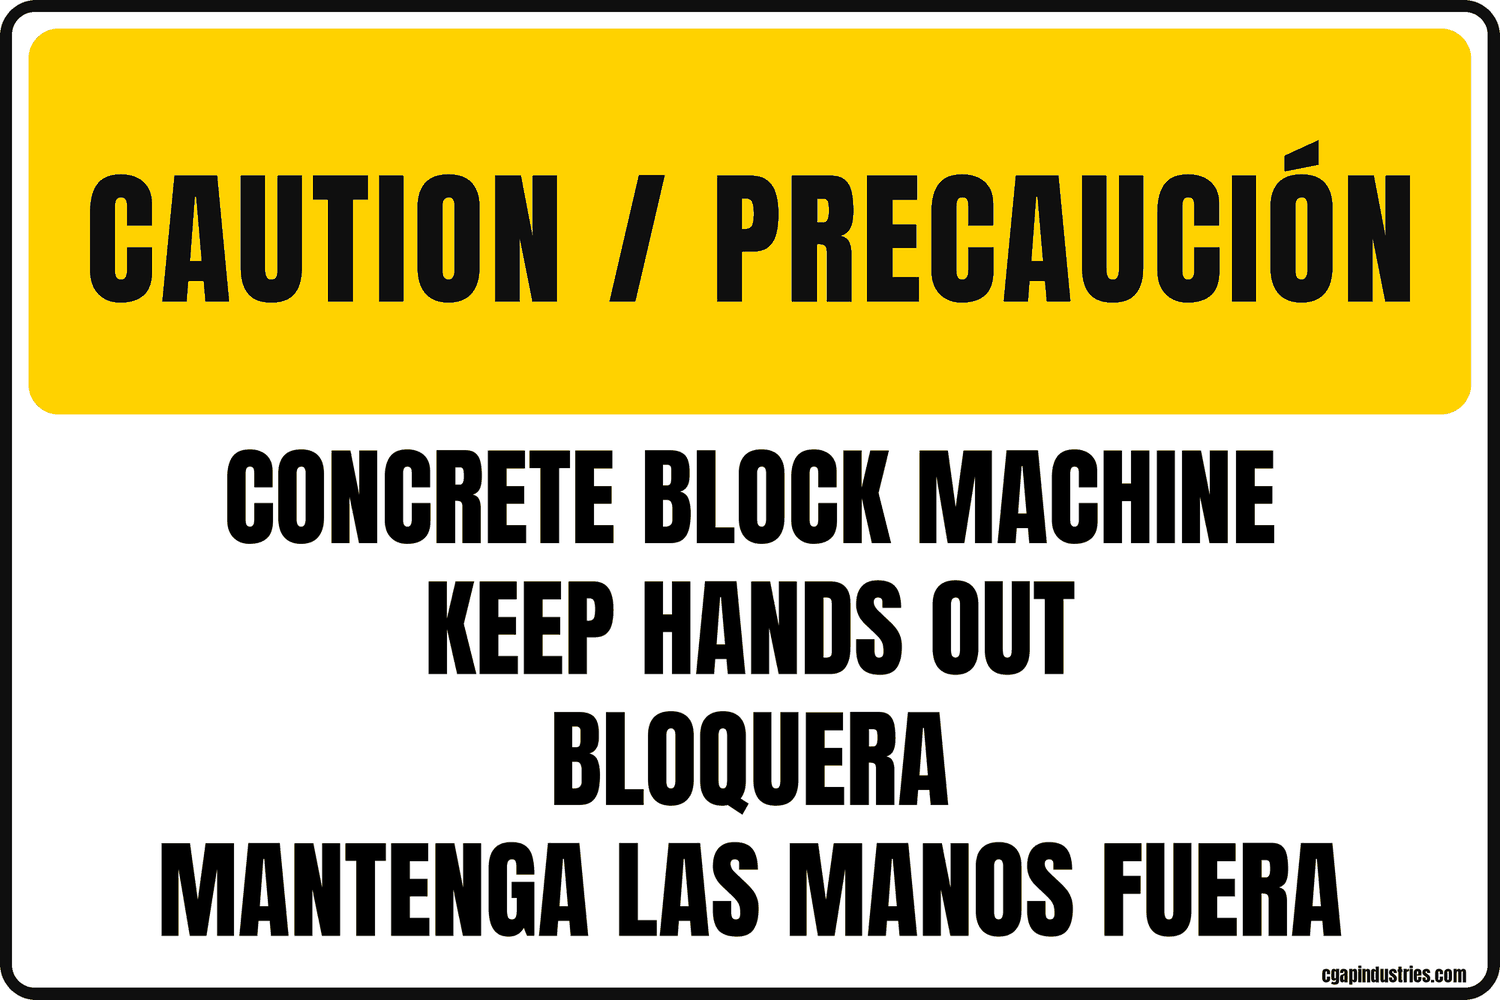 CAUTION / PRECAUCIÓN
CONCRETE BLOCK MACHINE
KEEP HANDS OUT
BLOQUERA
MANTENGA LAS MANOS FUERA
cgapindustries.com